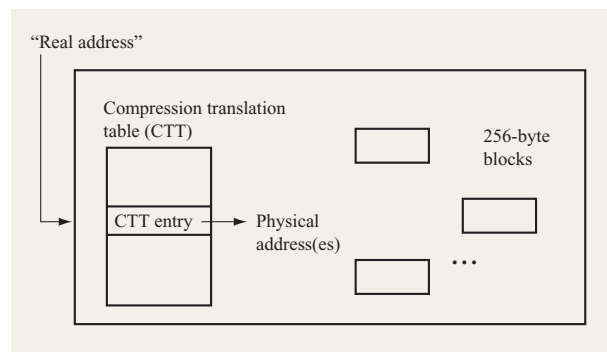 “Real address”
Compression translation
table (CTT)
CTT entry
Physical
address(es)
256-byte
blocks
...